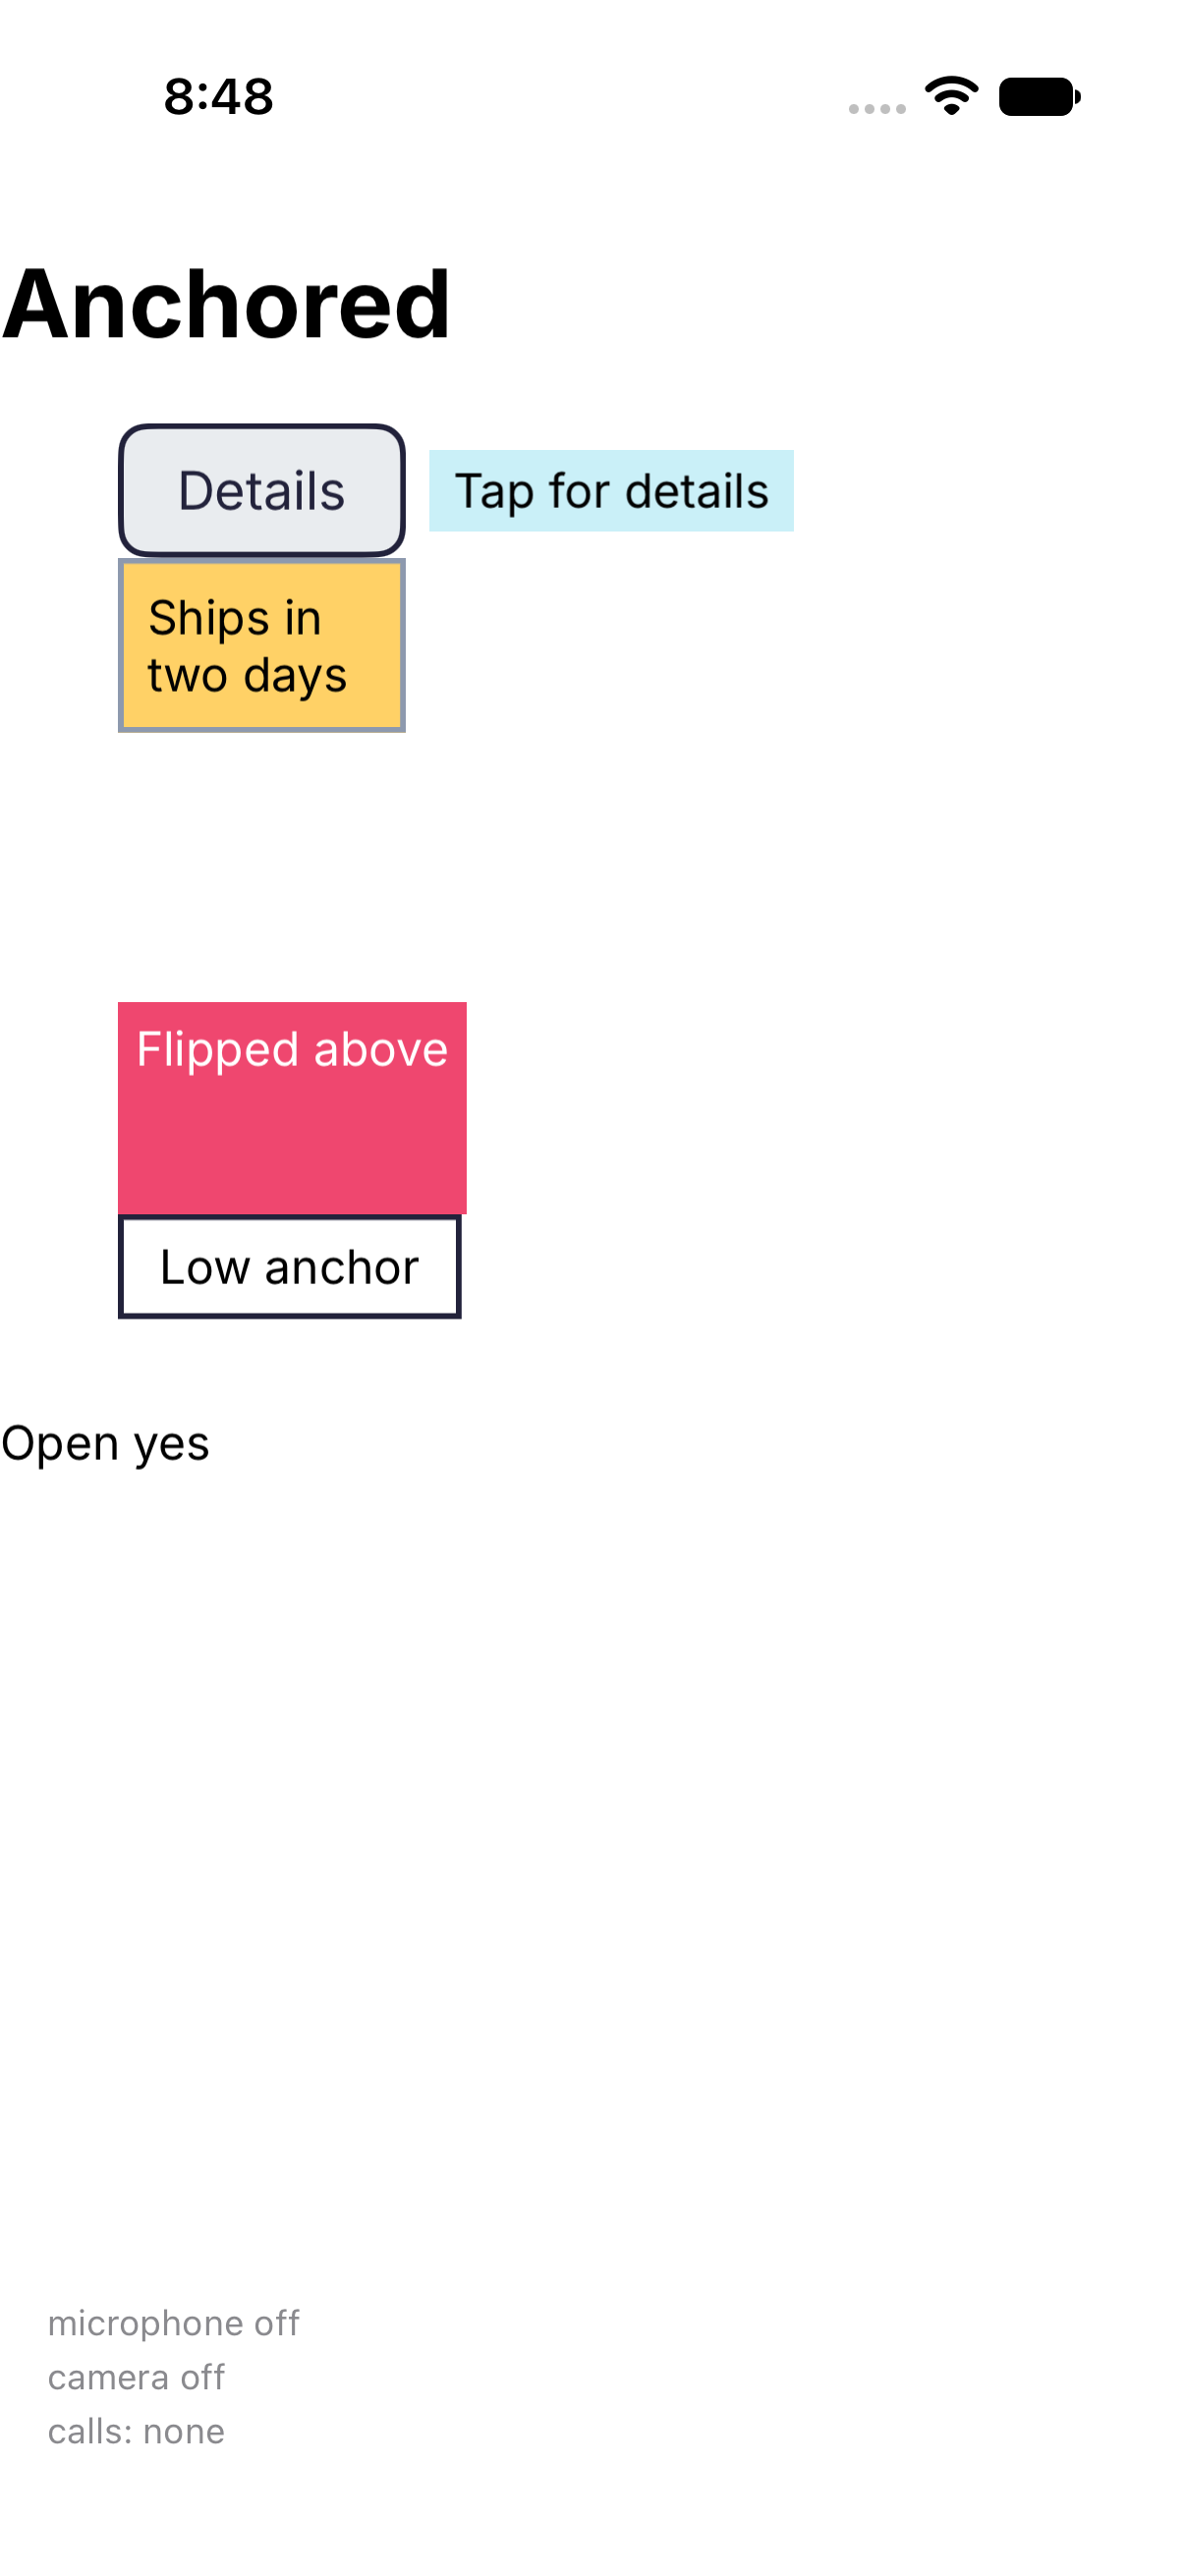 8:48
Anchored
Details
Tap for details
Ships in
two days
Flipped above
Low anchor
Open yes
microphone off
camera off
calls: none